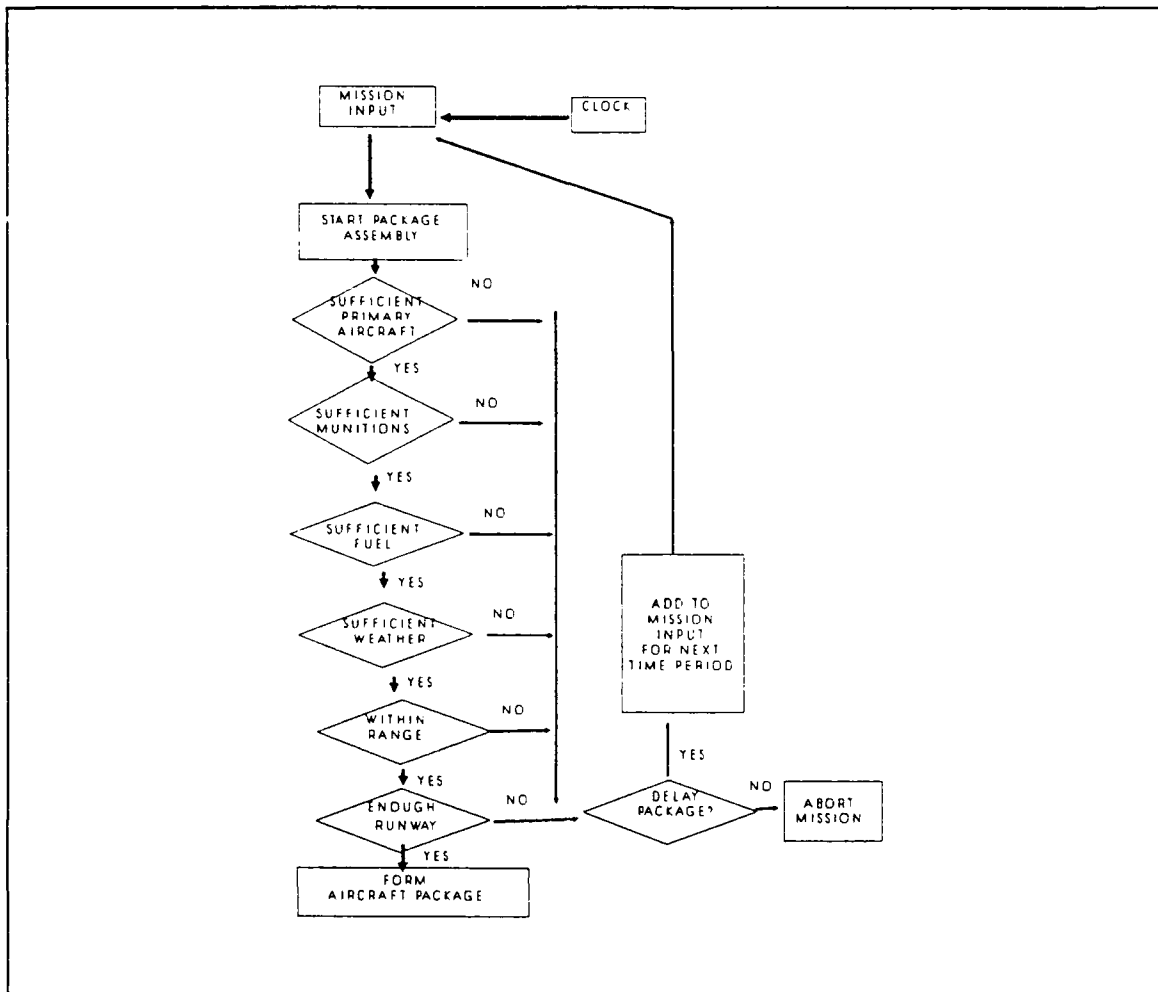 MISSION
INPUT
CLOCK
START PACKAGE
ASSEMBLY
NO
SUFFICIENT
PRIMARY
AIRCRAFT
YES
NO
SUFFICIENT
MUNITIONS
YES
NO
SUFFICIENT
FUEL
YES
NO
SUFFICIENT
WEATHER
YES
NO
WITHIN
RANGE
YES
NO
ENOUGH
RUNWAY
YES
FORM
AIRCRAFT PACKAGE
ADD TO
MISSION
INPUT
FOR NEXT
TIME PERIOD
YES
DELAY
PACKAGE?
NO
ABORT
MISSION